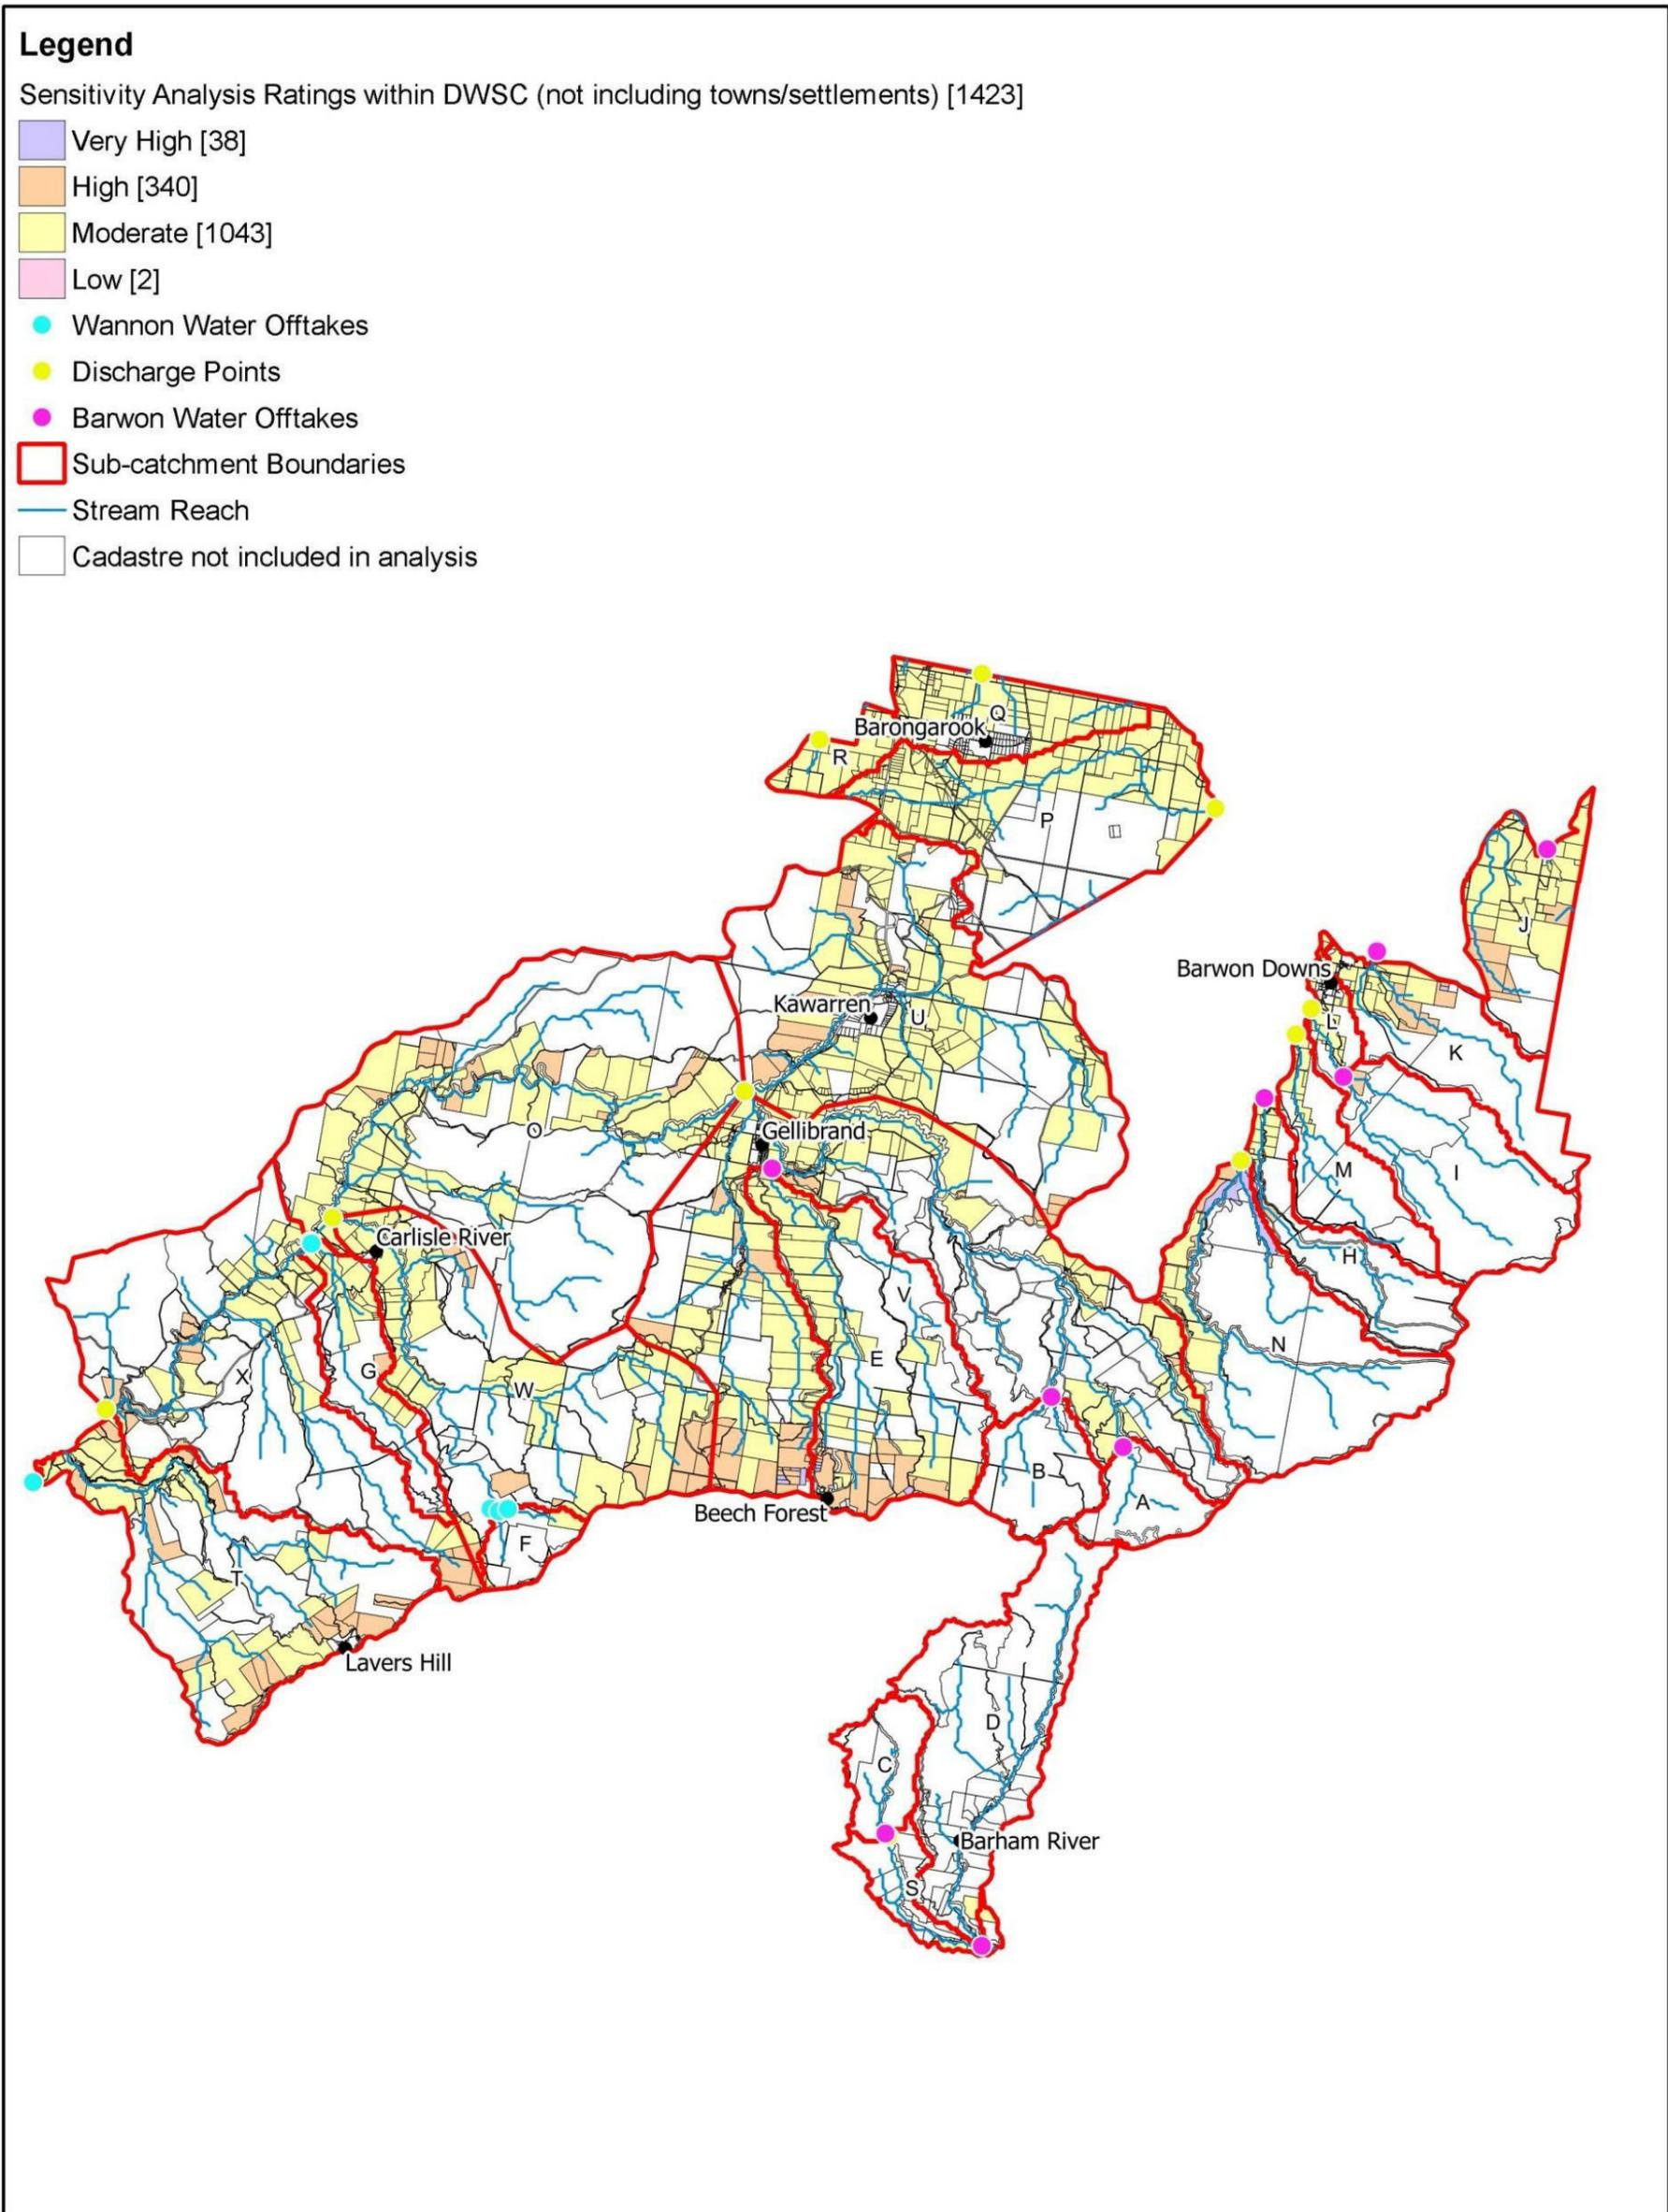 Legend
Sensitivity Analysis Ratings within DWSC (not including towns/settlements) [1423]
Very High [38]
High [340]
Moderate [1043]
Low [2]
Wannon Water Offtakes
Discharge Points
Barwon Water Offtakes
Sub-catchment Boundaries
Stream Reach
Cadastre not included in analysis
Q
Barongarook
R
P
J
Barwon Downs
Kawarren
U
L
K
O
Gellibrand
M
I
Carlisle River
H
V
N
E
G
X
W
B
A
Beech Forest
F
T
Lavers Hill
D
C
Barham River
S